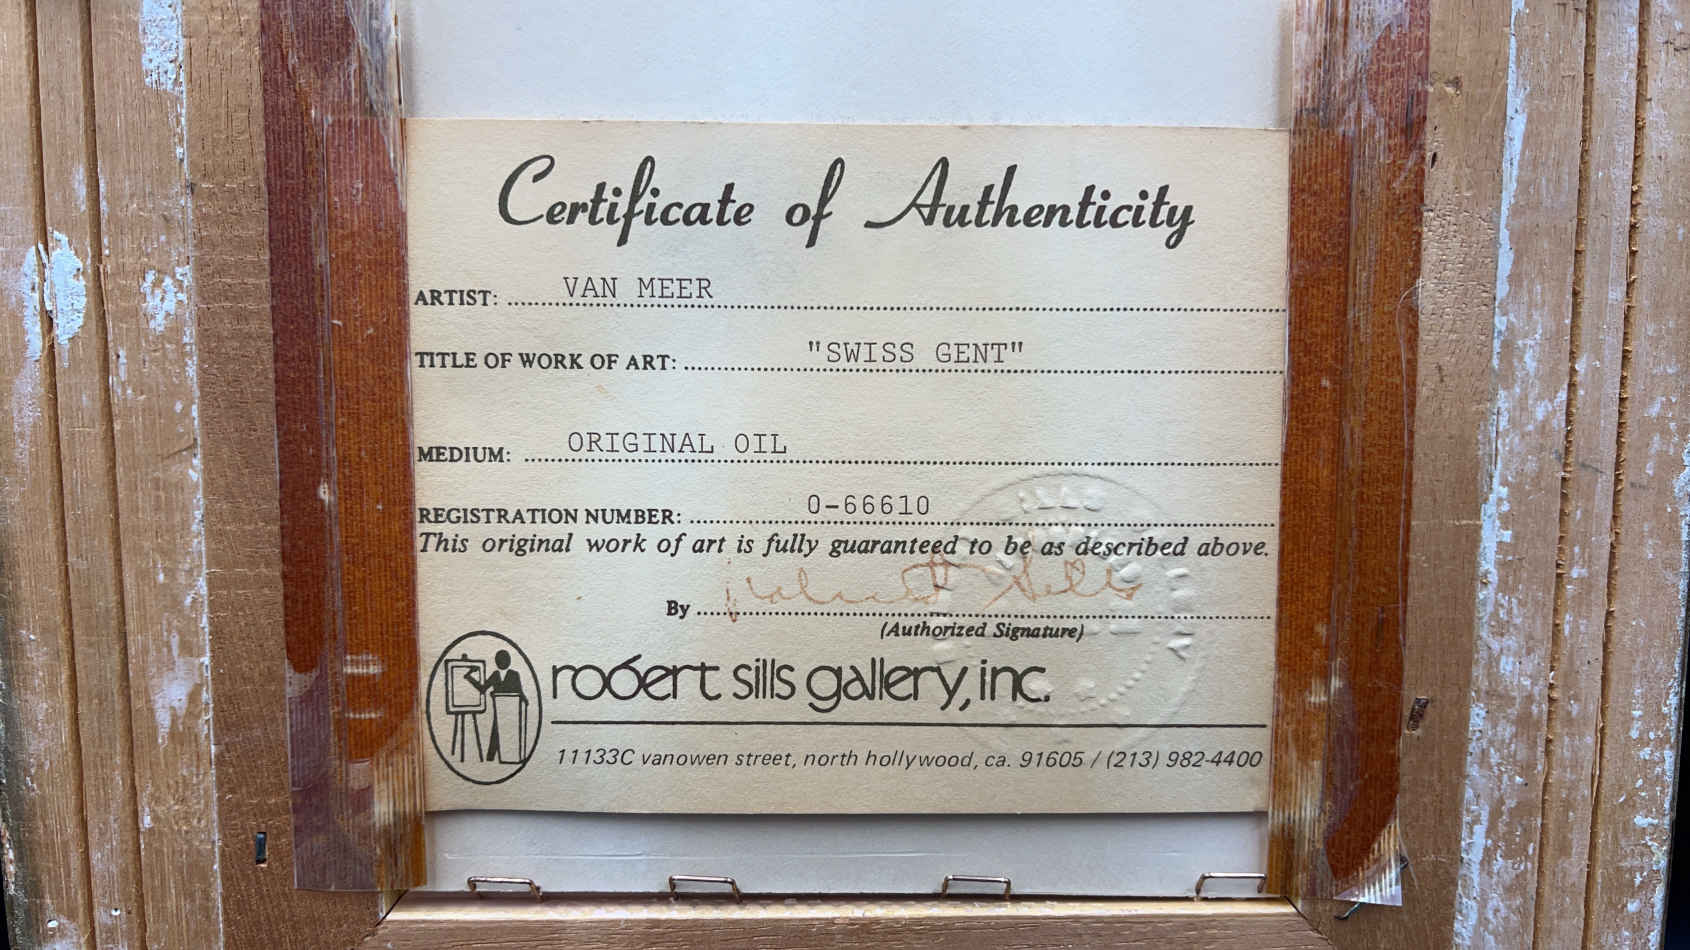 Certificate of Authenticity
ARTIST: VAN MEER
TITLE OF WORK OF ART: "SWISS GENT"
MEDIUM: ORIGINAL OIL
REGISTRATION NUMBER: 0-66610
This original work of art is fully guaranteed to be as described above.
By Robert Sills
(Authorized Signature)
robert sills gallery, inc.
11133C vanowen street, north hollywood, ca. 91605 / (213) 982-4400